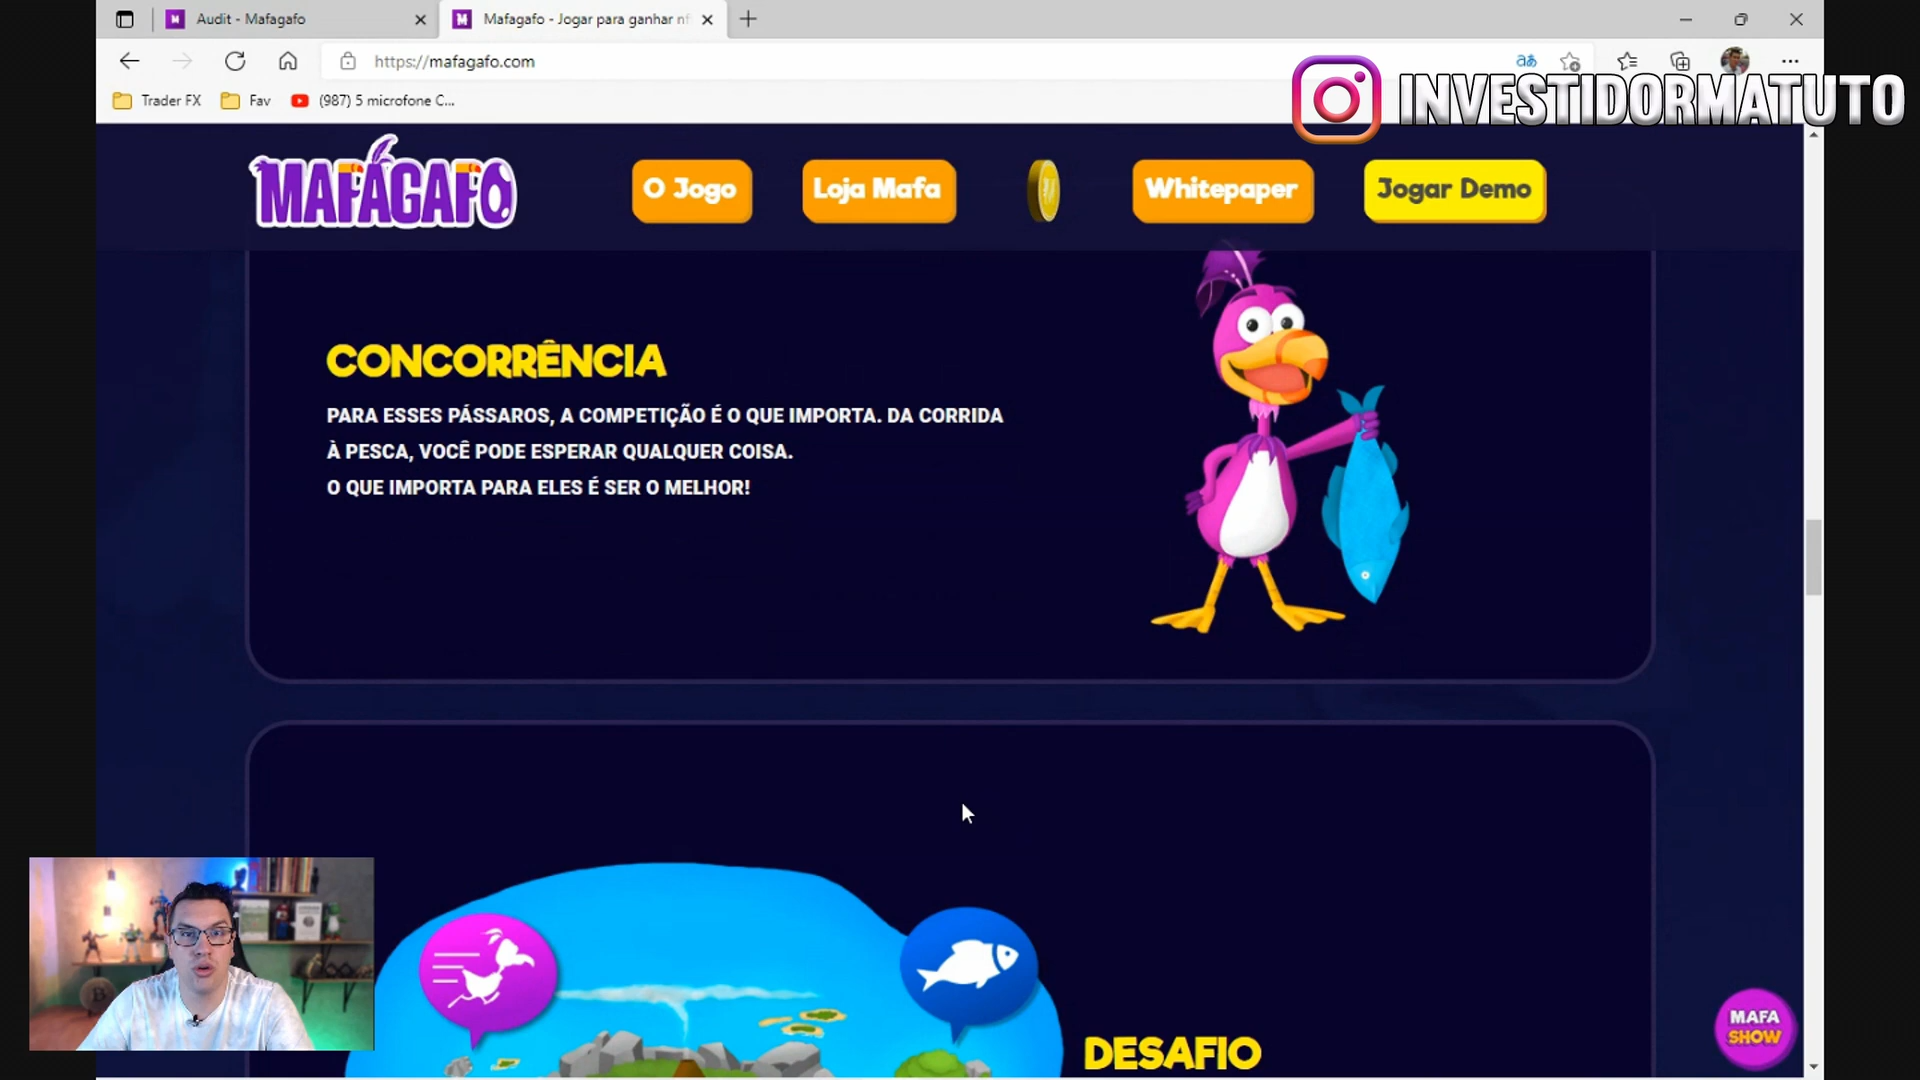 Audit - Mafagafo
Mafagafo - Jogar para ganhar nf
https://mafagafo.com
aあ
Trader FX
Fav
(987) 5 microfone C...
INVESTIDORMATUTO
MAFAGAFO
O Jogo
Loja Mafa
Whitepaper
Jogar Demo
CONCORRÊNCIA
PARA ESSES PÁSSAROS, A COMPETIÇÃO É O QUE IMPORTA. DA CORRIDA
À PESCA, VOCÊ PODE ESPERAR QUALQUER COISA.
O QUE IMPORTA PARA ELES É SER O MELHOR!
DESAFIO
MAFA
SHOW